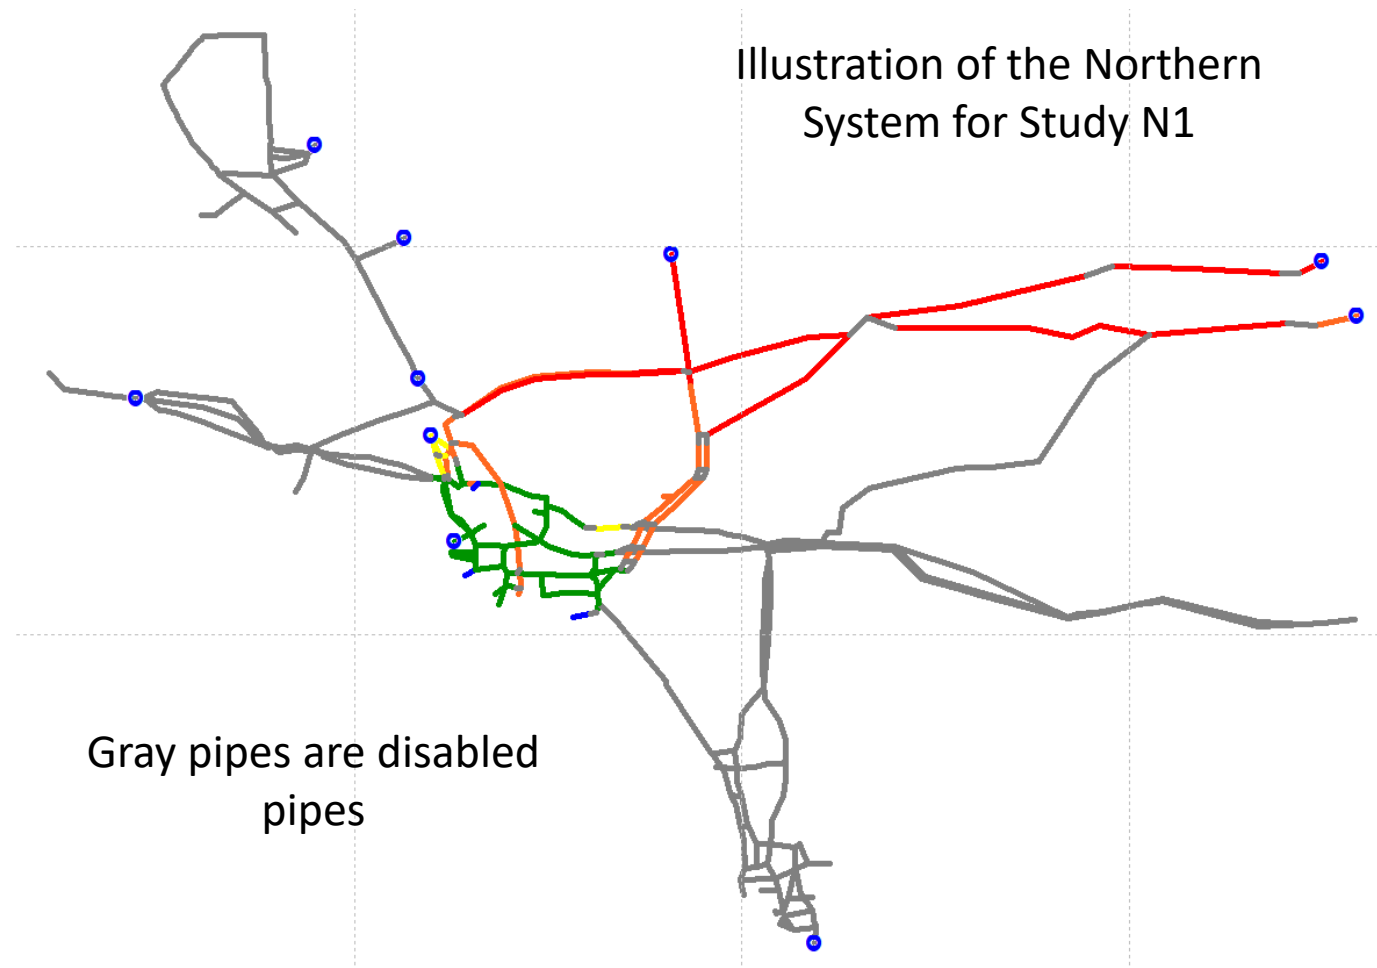 Illustration of the Northern
System for Study N1
Gray pipes are disabled
pipes